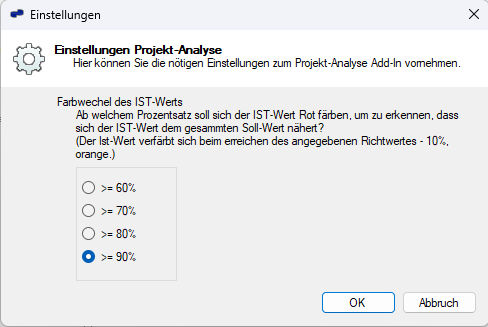 Einstellungen
Einstellungen Projekt-Analyse
Hier können Sie die nötigen Einstellungen zum Projekt-Analyse Add-In vornehmen.
Farbwechel des IST-Werts
Ab welchem Prozentsatz soll sich der IST-Wert Rot färben, um zu erkennen, dass
sich der IST-Wert dem gesammten Soll-Wert nähert?
(Der Ist-Wert verfärbt sich beim erreichen des angegebenen Richtwertes - 10%,
orange.)
>= 60%
>= 70%
>= 80%
>= 90%
OK
Abbruch